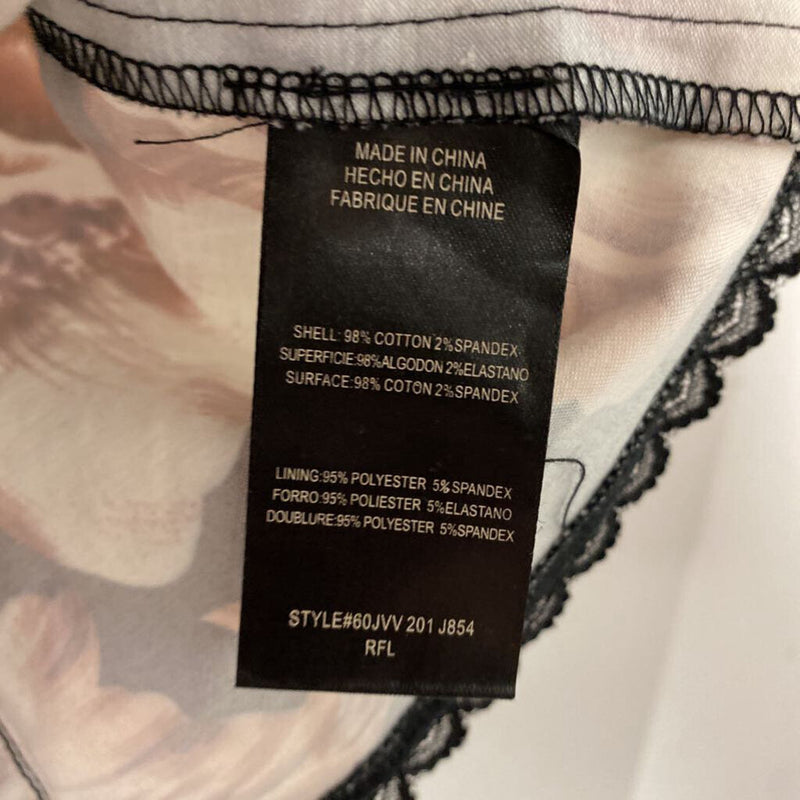 MADE IN CHINA
HECHO EN CHINA
FABRIQUE EN CHINE
SHELL: 98% COTTON 2%SPANDEX
SUPERFICIE:98%ALGODON 2%ELASTANO
SURFACE:98% COTON 2%SPANDEX
LINING:95% POLYESTER 5%SPANDEX
FORRO:95% POLIESTER 5%ELASTANO
DOUBLURE:95% POLYESTER 5%SPANDEX
STYLE#60JVV 201 J854
RFL